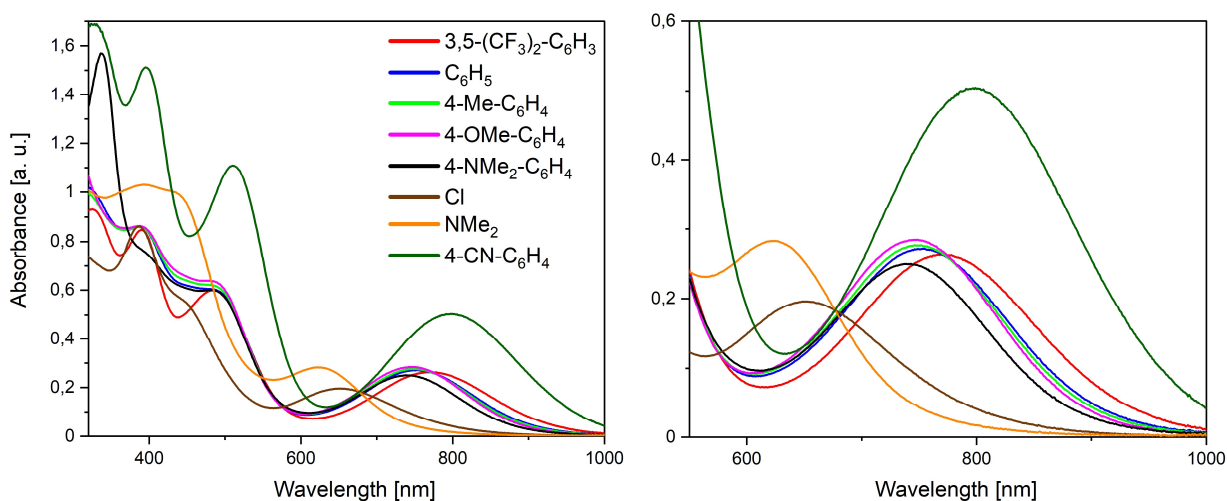 1,6
1,4
1,2
1
0,8
0,6
0,4
0,2
0
400
600
800
1000
Absorbance [a. u.]
Wavelength [nm]
3,5-(CF₃)₂-C₆H₃
C₆H₅
4-Me-C₆H₄
4-OMe-C₆H₄
4-NMe₂-C₆H₄
Cl
NMe₂
4-CN-C₆H₄
0,6
0,4
0,2
0,0
600
800
1000
Wavelength [nm]